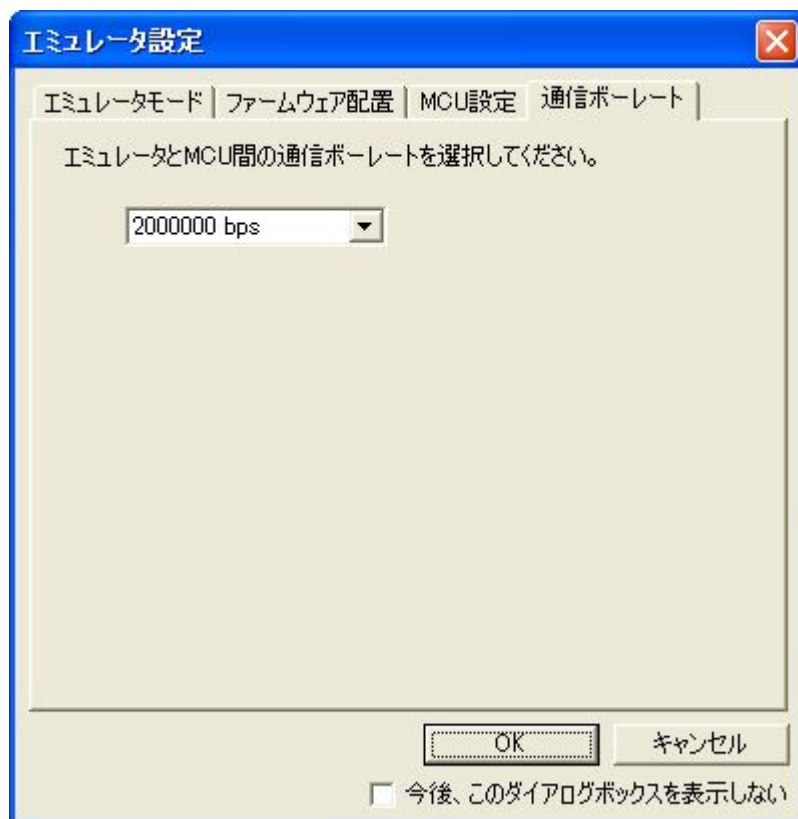 エミュレータ設定
エミュレータモード ファームウェア配置 MCU設定 通信ボーレート
エミュレータとMCU間の通信ボーレートを選択してください。
2000000 bps
OK キャンセル
今後、このダイアログボックスを表示しない